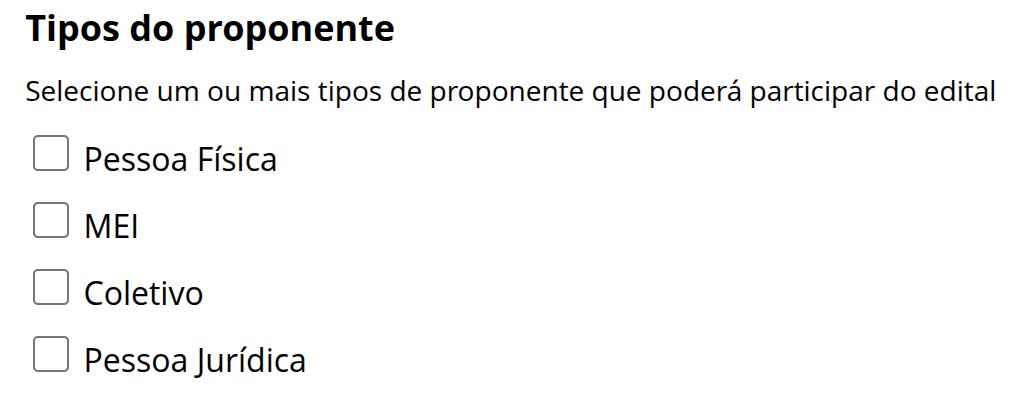 Tipos do proponente
Selecione um ou mais tipos de proponente que poderá participar do edital
Pessoa Física
MEI
Coletivo
Pessoa Jurídica